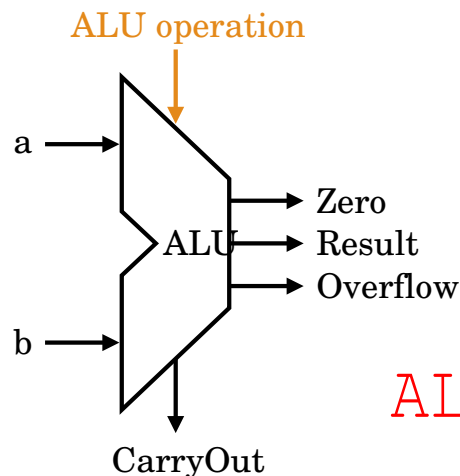 ALU operation
a
Zero
ALU
Result
Overflow
b
AL
CarryOut